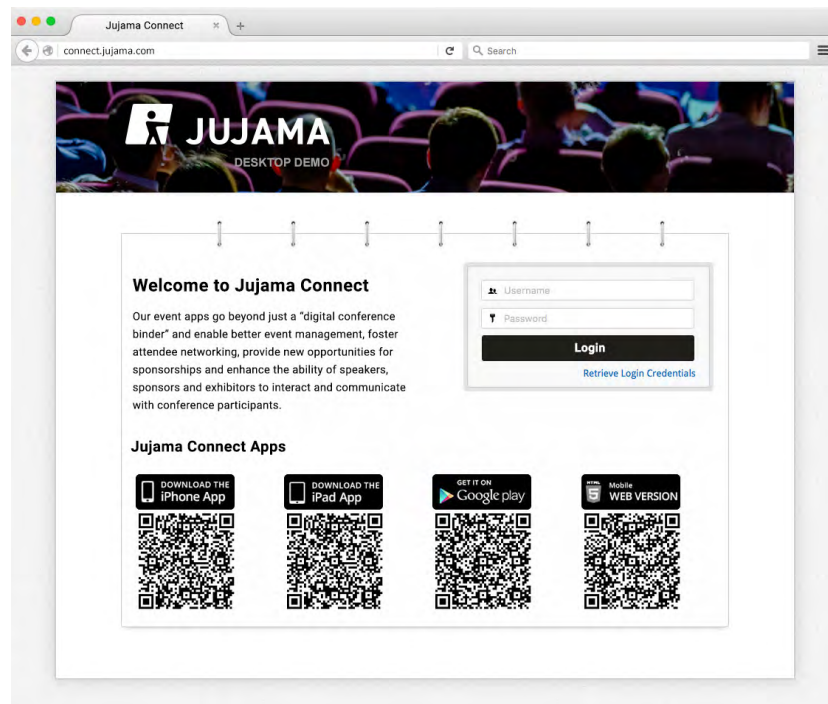 Jujama Connect
connect.jujama.com
Search
JUJAMA
DESKTOP DEMO
Welcome to Jujama Connect
Our event apps go beyond just a “digital conference
binder” and enable better event management, foster
attendee networking, provide new opportunities for
sponsorships and enhance the ability of speakers,
sponsors and exhibitors to interact and communicate
with conference participants.
Username
Password
Login
Retrieve Login Credentials
Jujama Connect Apps
DOWNLOAD THE
iPhone App
DOWNLOAD THE
iPad App
GET IT ON
Google play
HTML
5
Mobile
WEB VERSION